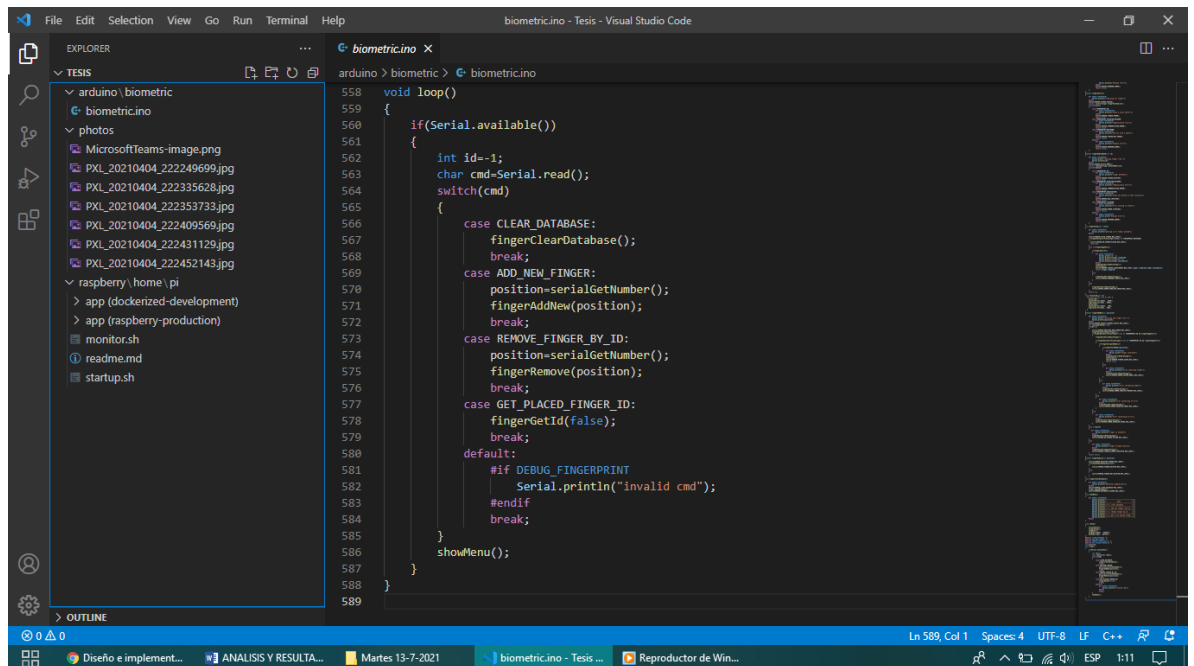 File Edit Selection View Go Run Terminal Help
biometric.ino - Tesis - Visual Studio Code
EXPLORER
TESIS
arduino \ biometric
biometric.ino
photos
MicrosoftTeams-image.png
PXL_20210404_222249699.jpg
PXL_20210404_222335628.jpg
PXL_20210404_222353733.jpg
PXL_20210404_222409569.jpg
PXL_20210404_222431129.jpg
PXL_20210404_222452143.jpg
raspberry \ home \ pi
app (dockerized-development)
app (raspberry-production)
monitor.sh
readme.md
startup.sh
OUTLINE
biometric.ino
arduino > biometric > biometric.ino
558 void loop()
559 {
560 if(Serial.available())
561 {
562 int id=-1;
563 char cmd=Serial.read();
564 switch(cmd)
565 {
566 case CLEAR_DATABASE:
567 fingerClearDatabase();
568 break;
569 case ADD_NEW_FINGER:
570 position=serialGetNumber();
571 fingerAddNew(position);
572 break;
573 case REMOVE_FINGER_BY_ID:
574 position=serialGetNumber();
575 fingerRemove(position);
576 break;
577 case GET_PLACED_FINGER_ID:
578 fingerGetId(false);
579 break;
580 default:
581 #if DEBUG_FINGERPRINT
582 Serial.println("invalid cmd");
583 #endif
584 break;
585 }
586 showMenu();
587 }
588 }
589
0 0
Ln 589, Col 1 Spaces: 4 UTF-8 LF C++
Diseño e implement... ANALISIS Y RESULTA... Martes 13-7-2021 biometric.ino - Tesis ... Reproductor de Win... ESP 1:11